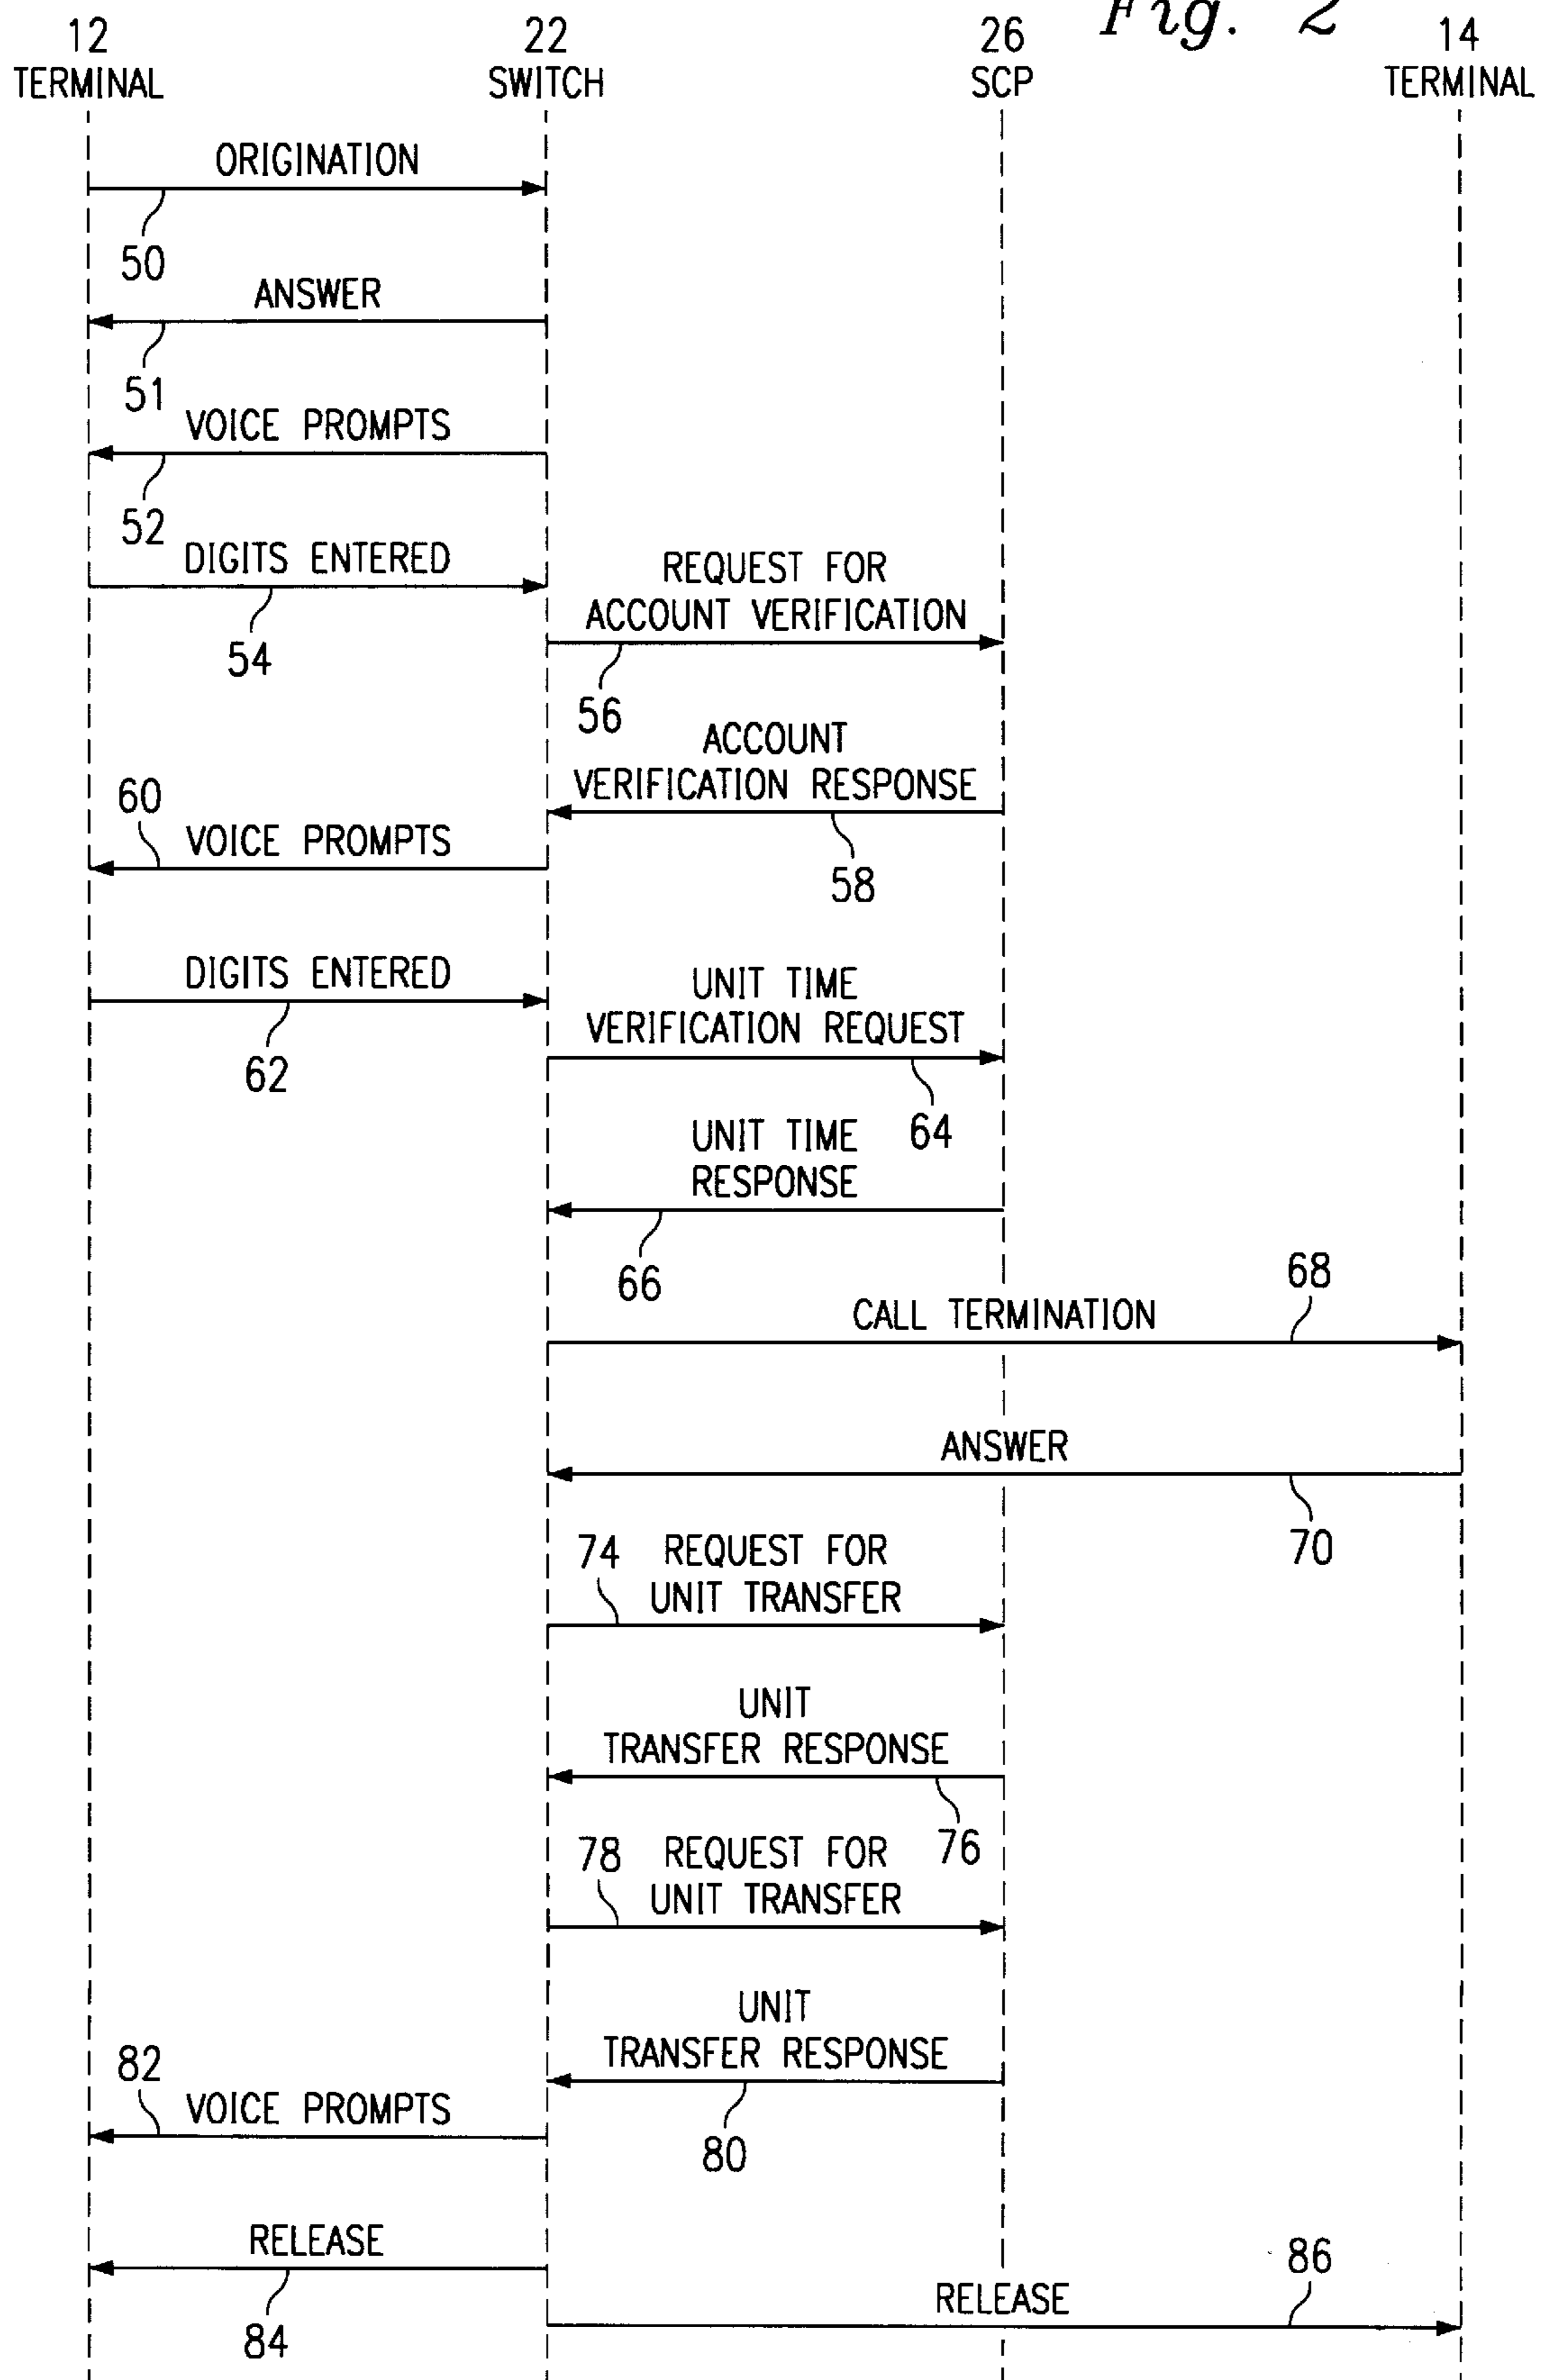 Fig. 2
12 22 26 14
TERMINAL SWITCH SCP TERMINAL
ORIGINATION
50
ANSWER
51
VOICE PROMPTS
52
DIGITS ENTERED
54
REQUEST FOR
ACCOUNT VERIFICATION
56
ACCOUNT
VERIFICATION RESPONSE
58
60
VOICE PROMPTS
DIGITS ENTERED
62
UNIT TIME
VERIFICATION REQUEST
64
UNIT TIME
RESPONSE
66
68
CALL TERMINATION
ANSWER
70
74 REQUEST FOR
UNIT TRANSFER
UNIT
TRANSFER RESPONSE
76
78 REQUEST FOR
UNIT TRANSFER
UNIT
TRANSFER RESPONSE
80
82
VOICE PROMPTS
RELEASE
84
86
RELEASE